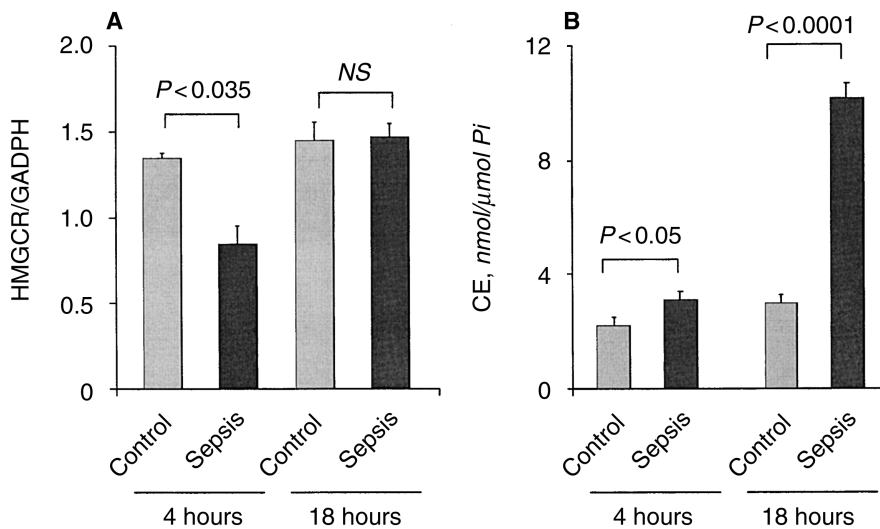 A
HMGCR/GADPH
2.0
1.5
1.0
0.5
0
P < 0.035
NS
Control
Sepsis
Control
Sepsis
4 hours
18 hours
B
CE, nmol/μmol Pi
12
8
4
0
P < 0.05
P < 0.0001
Control
Sepsis
Control
Sepsis
4 hours
18 hours